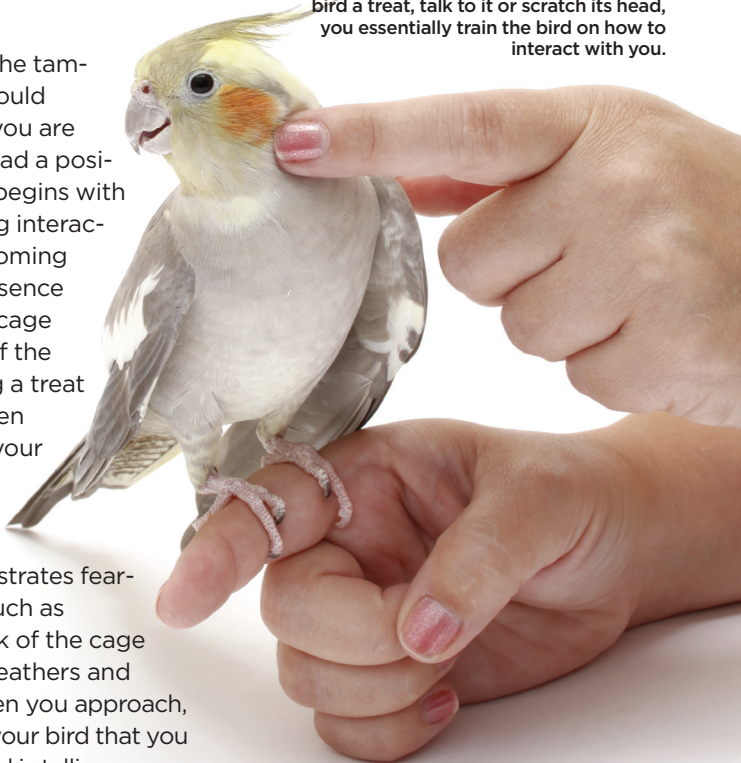 bird a treat, talk to it or scratch its head,
you essentially train the bird on how to
interact with you.
he tam-
ould
you are
ad a posi-
begins with
g interac-
oming
sence
cage
f the
g a treat
en
your
strates fear-
uch as
k of the cage
eathers and
en you approach,
your bird that you